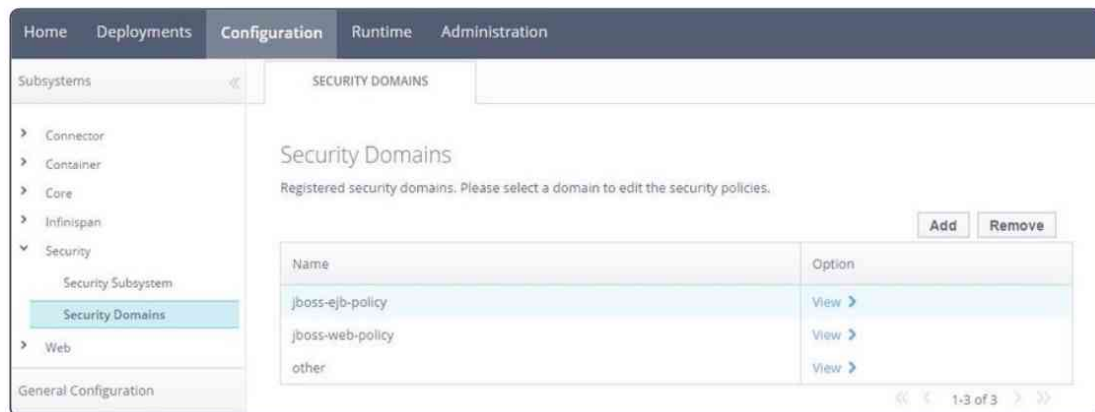 Home Deployments Configuration Runtime Administration
Subsystems
SECURITY DOMAINS
Connector
Container
Core
Infinispan
Security
Security Subsystem
Security Domains
Web
General Configuration
Security Domains
Registered security domains. Please select a domain to edit the security policies.
Add Remove
Name Option
jboss-ejb-policy View
jboss-web-policy View
other View
1-3 of 3